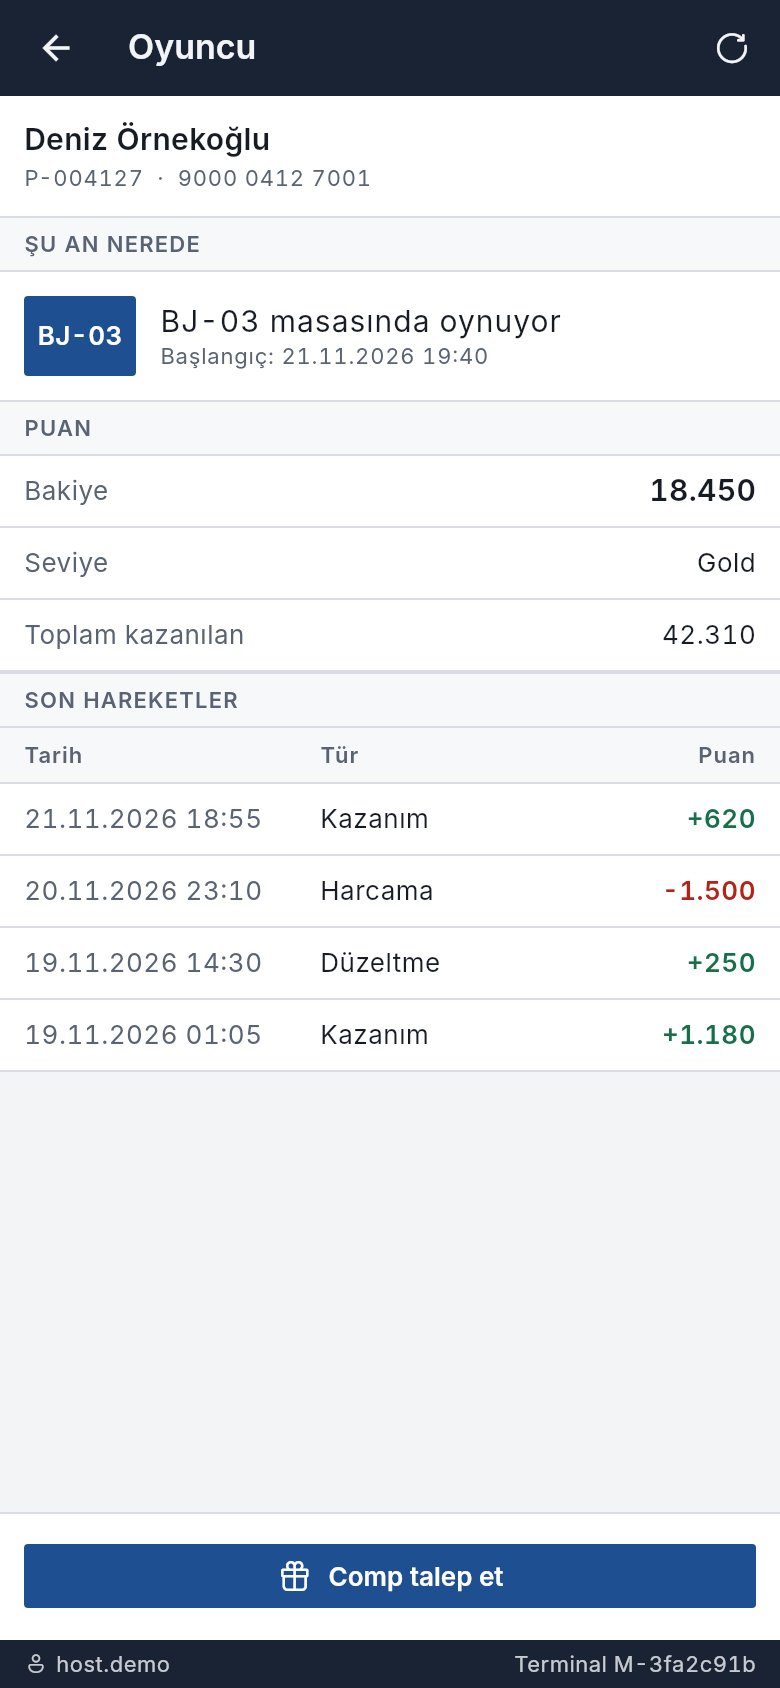 Oyuncu
Deniz Örnekoğlu
P-004127 · 9000 0412 7001
ŞU AN NEREDE
BJ-03
BJ-03 masasında oynuyor
Başlangıç: 21.11.2026 19:40
PUAN
Bakiye 18.450
Seviye Gold
Toplam kazanılan 42.310
SON HAREKETLER
Tarih Tür Puan
21.11.2026 18:55 Kazanım +620
20.11.2026 23:10 Harcama -1.500
19.11.2026 14:30 Düzeltme +250
19.11.2026 01:05 Kazanım +1.180
Comp talep et
host.demo Terminal M-3fa2c91b